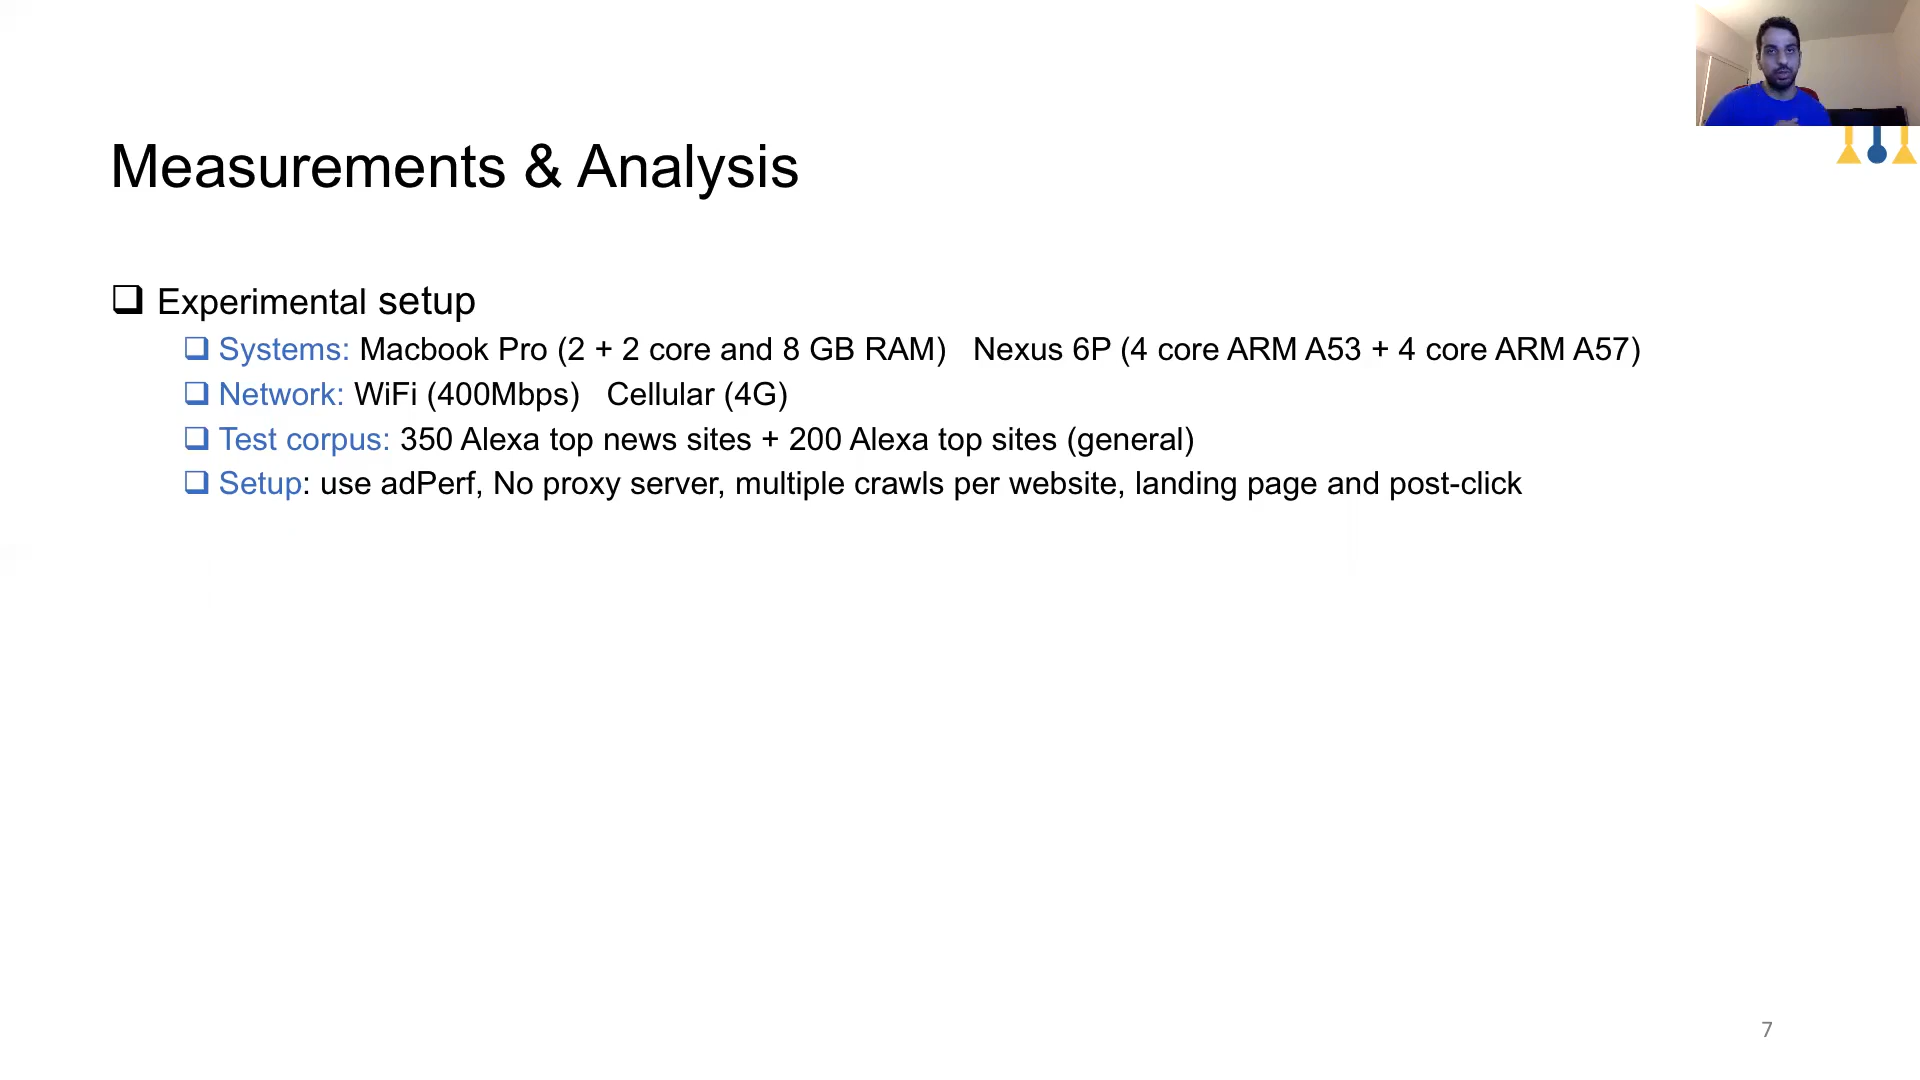 Measurements & Analysis
Experimental setup
Systems: Macbook Pro (2 + 2 core and 8 GB RAM) Nexus 6P (4 core ARM A53 + 4 core ARM A57)
Network: WiFi (400Mbps) Cellular (4G)
Test corpus: 350 Alexa top news sites + 200 Alexa top sites (general)
Setup: use adPerf, No proxy server, multiple crawls per website, landing page and post-click
7